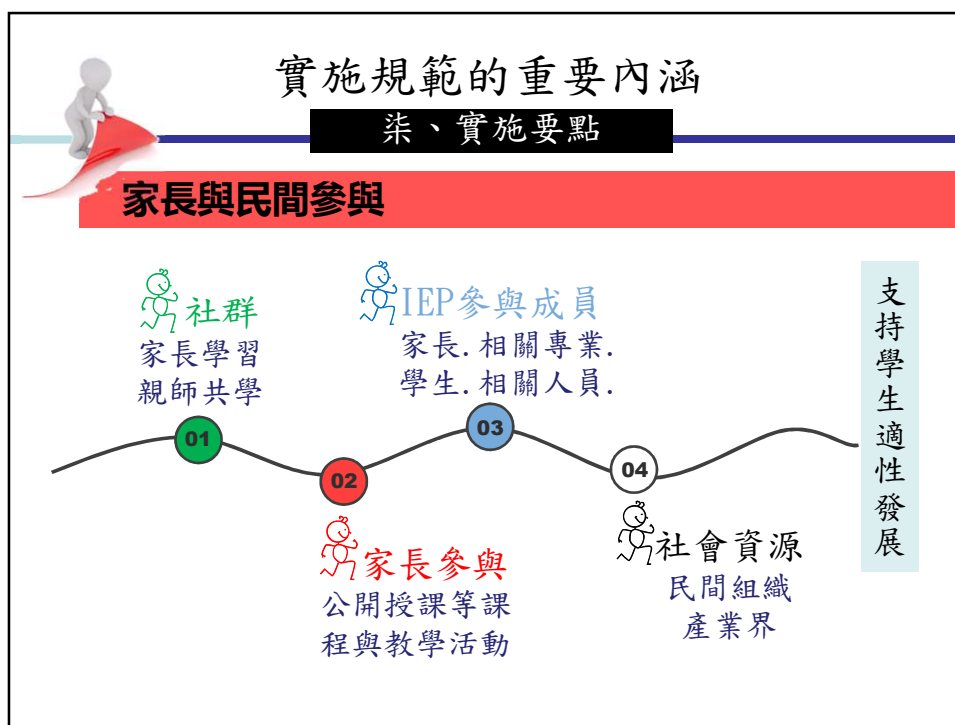 實施規範的重要內涵
柒、實施要點
家長與民間參與
社群
家長學習
親師共學
01
02
家長參與
公開授課等課
程與教學活動
IEP參與成員
家長.相關專業.
學生.相關人員.
03
04
社會資源
民間組織
產業界
支持學生適性發展